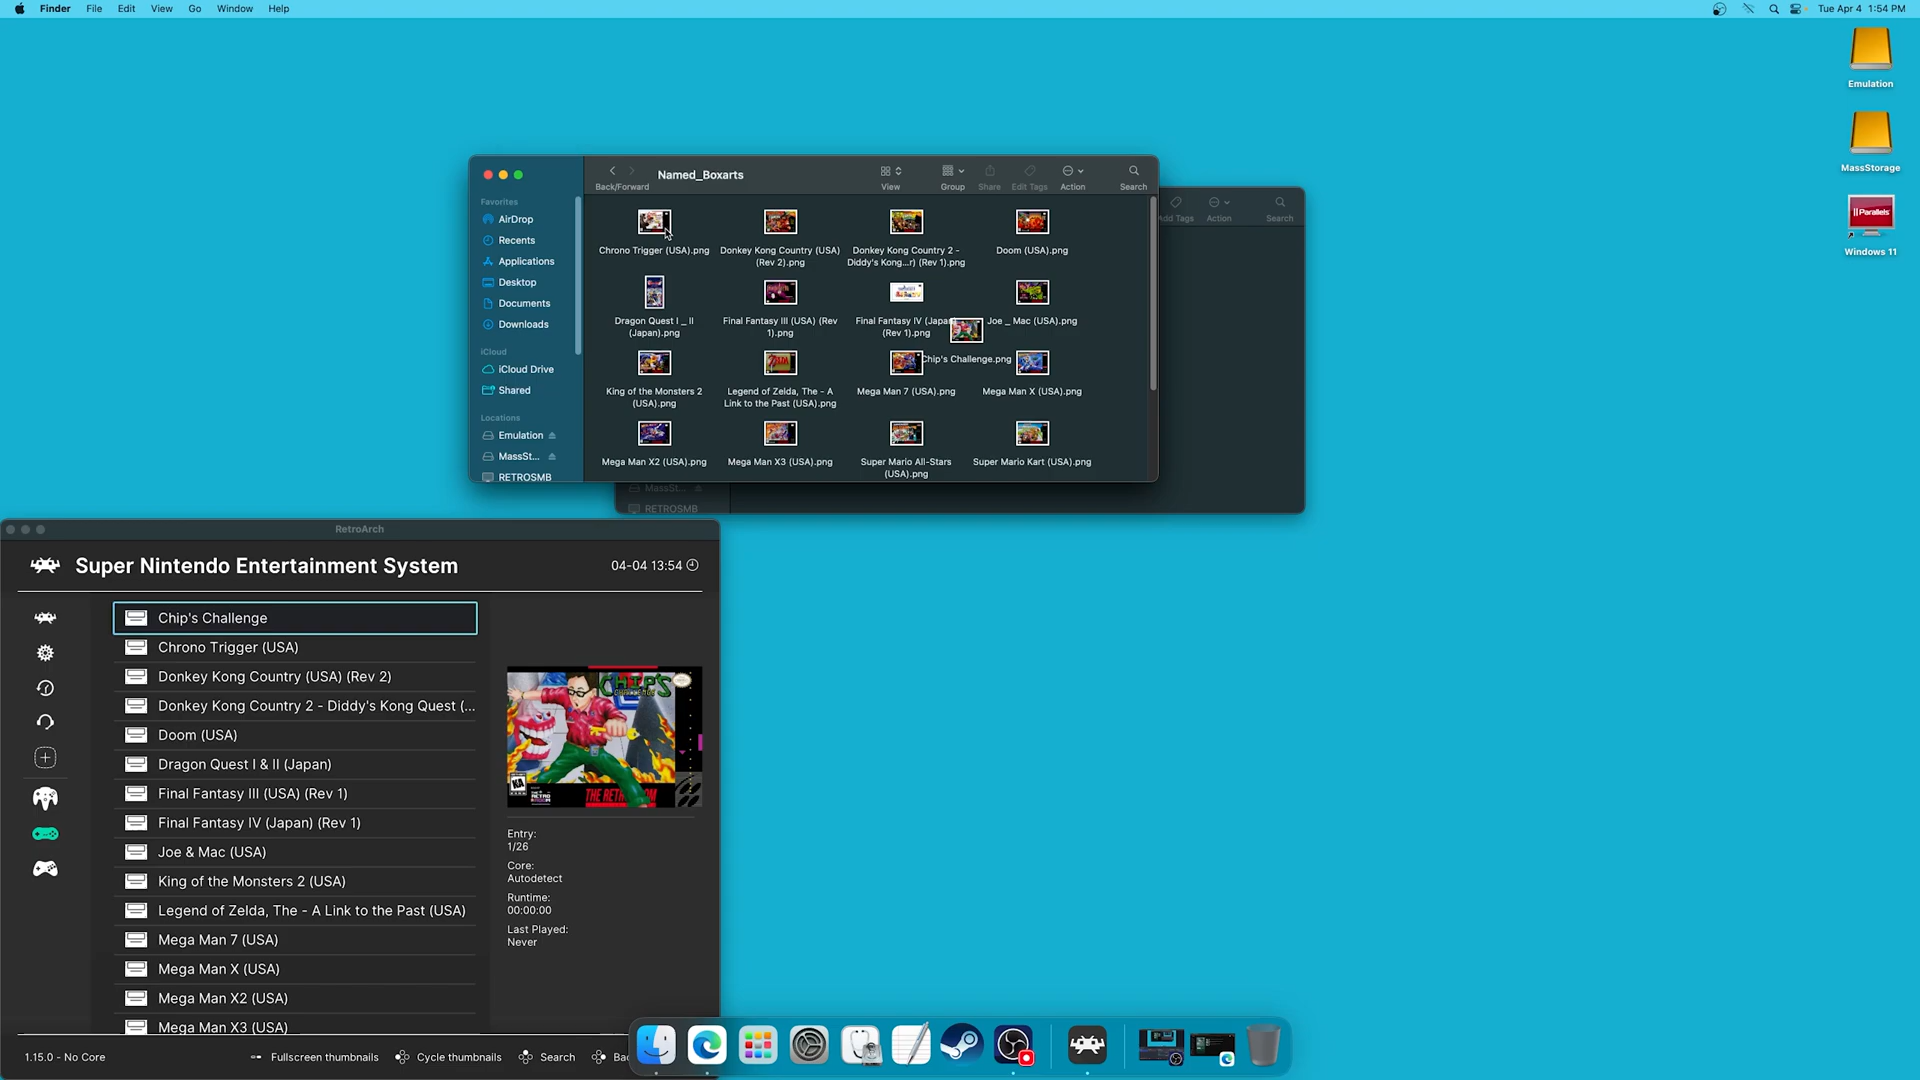 Finder File Edit View Go Window Help
Tue Apr 4 1:54 PM
Emulation
MassStorage
Parallels
Windows 11
Named_Boxarts
Back/Forward
View
Group
Share
Edit Tags
Action
Search
Favorites
AirDrop
Recents
Applications
Desktop
Documents
Downloads
iCloud
iCloud Drive
Shared
Locations
Emulation
MassSt...
RETROSMB
Chrono Trigger (USA).png
Donkey Kong Country (USA)
(Rev 2).png
Donkey Kong Country 2 -
Diddy's Kong...r) (Rev 1).png
Doom (USA).png
Dragon Quest I _ II
(Japan).png
Final Fantasy III (USA) (Rev
1).png
Final Fantasy IV (Japan
(Rev 1).png
Joe _ Mac (USA).png
Chip's Challenge.png
King of the Monsters 2
(USA).png
Legend of Zelda, The - A
Link to the Past (USA).png
Mega Man 7 (USA).png
Mega Man X (USA).png
Mega Man X2 (USA).png
Mega Man X3 (USA).png
Super Mario All-Stars
(USA).png
Super Mario Kart (USA).png
Add Tags
Action
Search
MassSt...
RETROSMB
RetroArch
Super Nintendo Entertainment System
04-04 13:54
Chip's Challenge
Chrono Trigger (USA)
Donkey Kong Country (USA) (Rev 2)
Donkey Kong Country 2 - Diddy's Kong Quest (...
Doom (USA)
Dragon Quest I & II (Japan)
Final Fantasy III (USA) (Rev 1)
Final Fantasy IV (Japan) (Rev 1)
Joe & Mac (USA)
King of the Monsters 2 (USA)
Legend of Zelda, The - A Link to the Past (USA)
Mega Man 7 (USA)
Mega Man X (USA)
Mega Man X2 (USA)
Mega Man X3 (USA)
CHIP'S
CHALLENGE
KA
THE RETRO ROOM
Entry:
1/26
Core:
Autodetect
Runtime:
00:00:00
Last Played:
Never
1.15.0 - No Core
Fullscreen thumbnails
Cycle thumbnails
Search
Bac